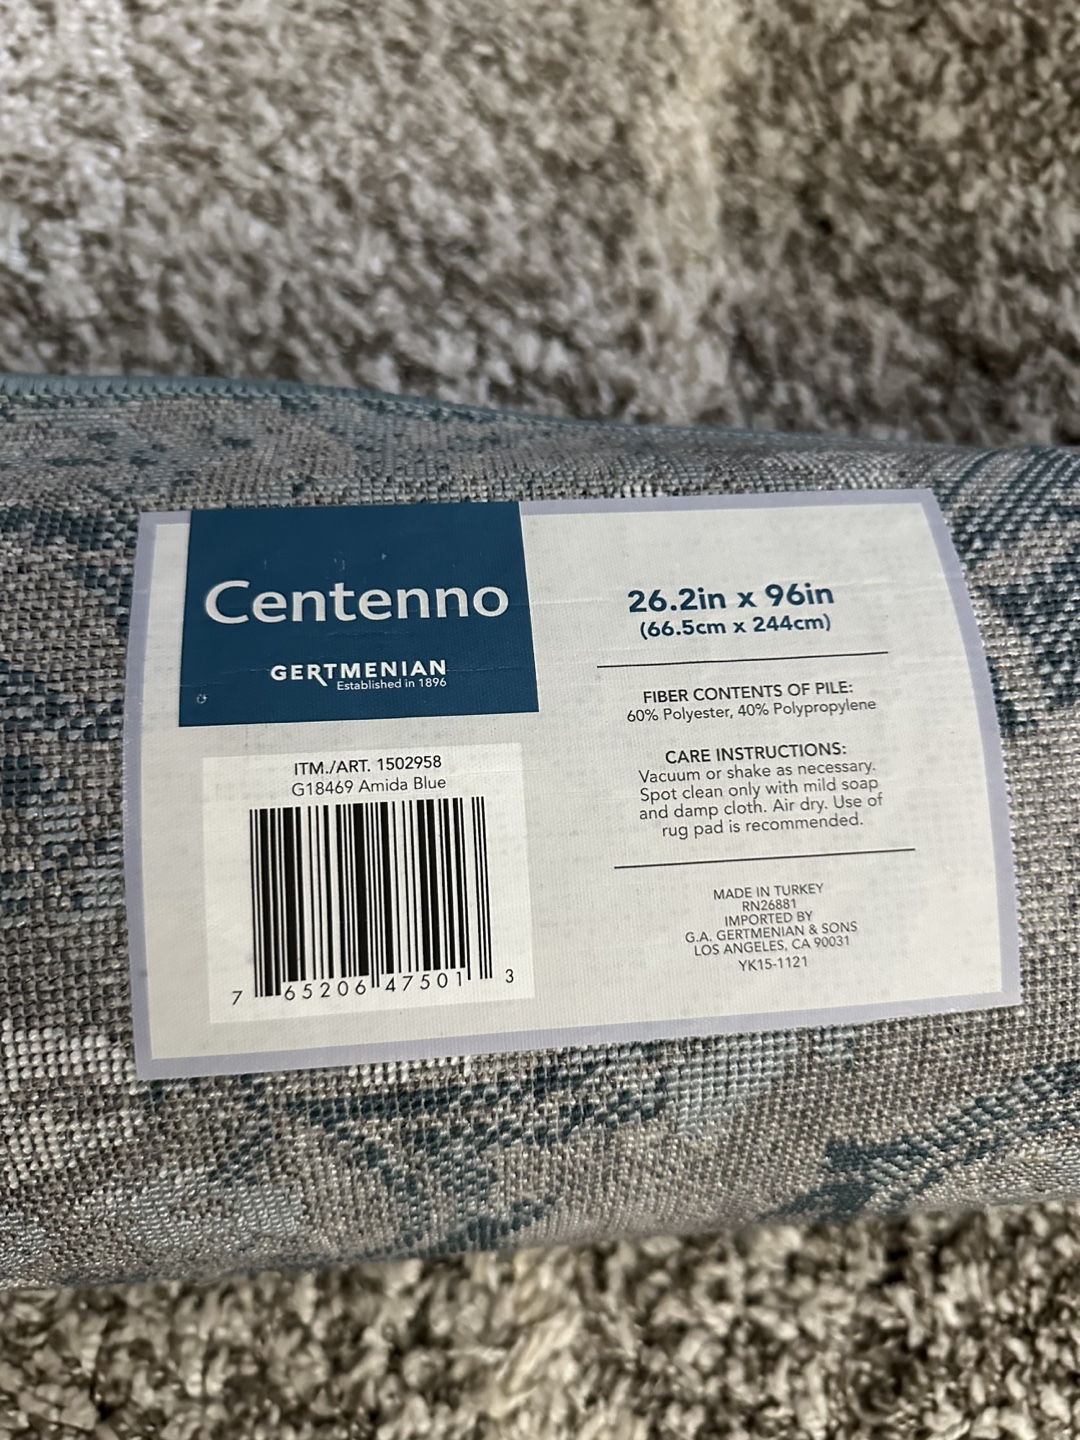 Centenno
GERTMENIAN
Established in 1896
ITM./ART. 1502958
G18469 Amida Blue
7 65206 47501 3
26.2in x 96in
(66.5cm x 244cm)
FIBER CONTENTS OF PILE:
60% Polyester, 40% Polypropylene
CARE INSTRUCTIONS:
Vacuum or shake as necessary.
Spot clean only with mild soap
and damp cloth. Air dry. Use of
rug pad is recommended.
MADE IN TURKEY
RN26881
IMPORTED BY
G.A. GERTMENIAN & SONS
LOS ANGELES, CA 90031
YK15-1121